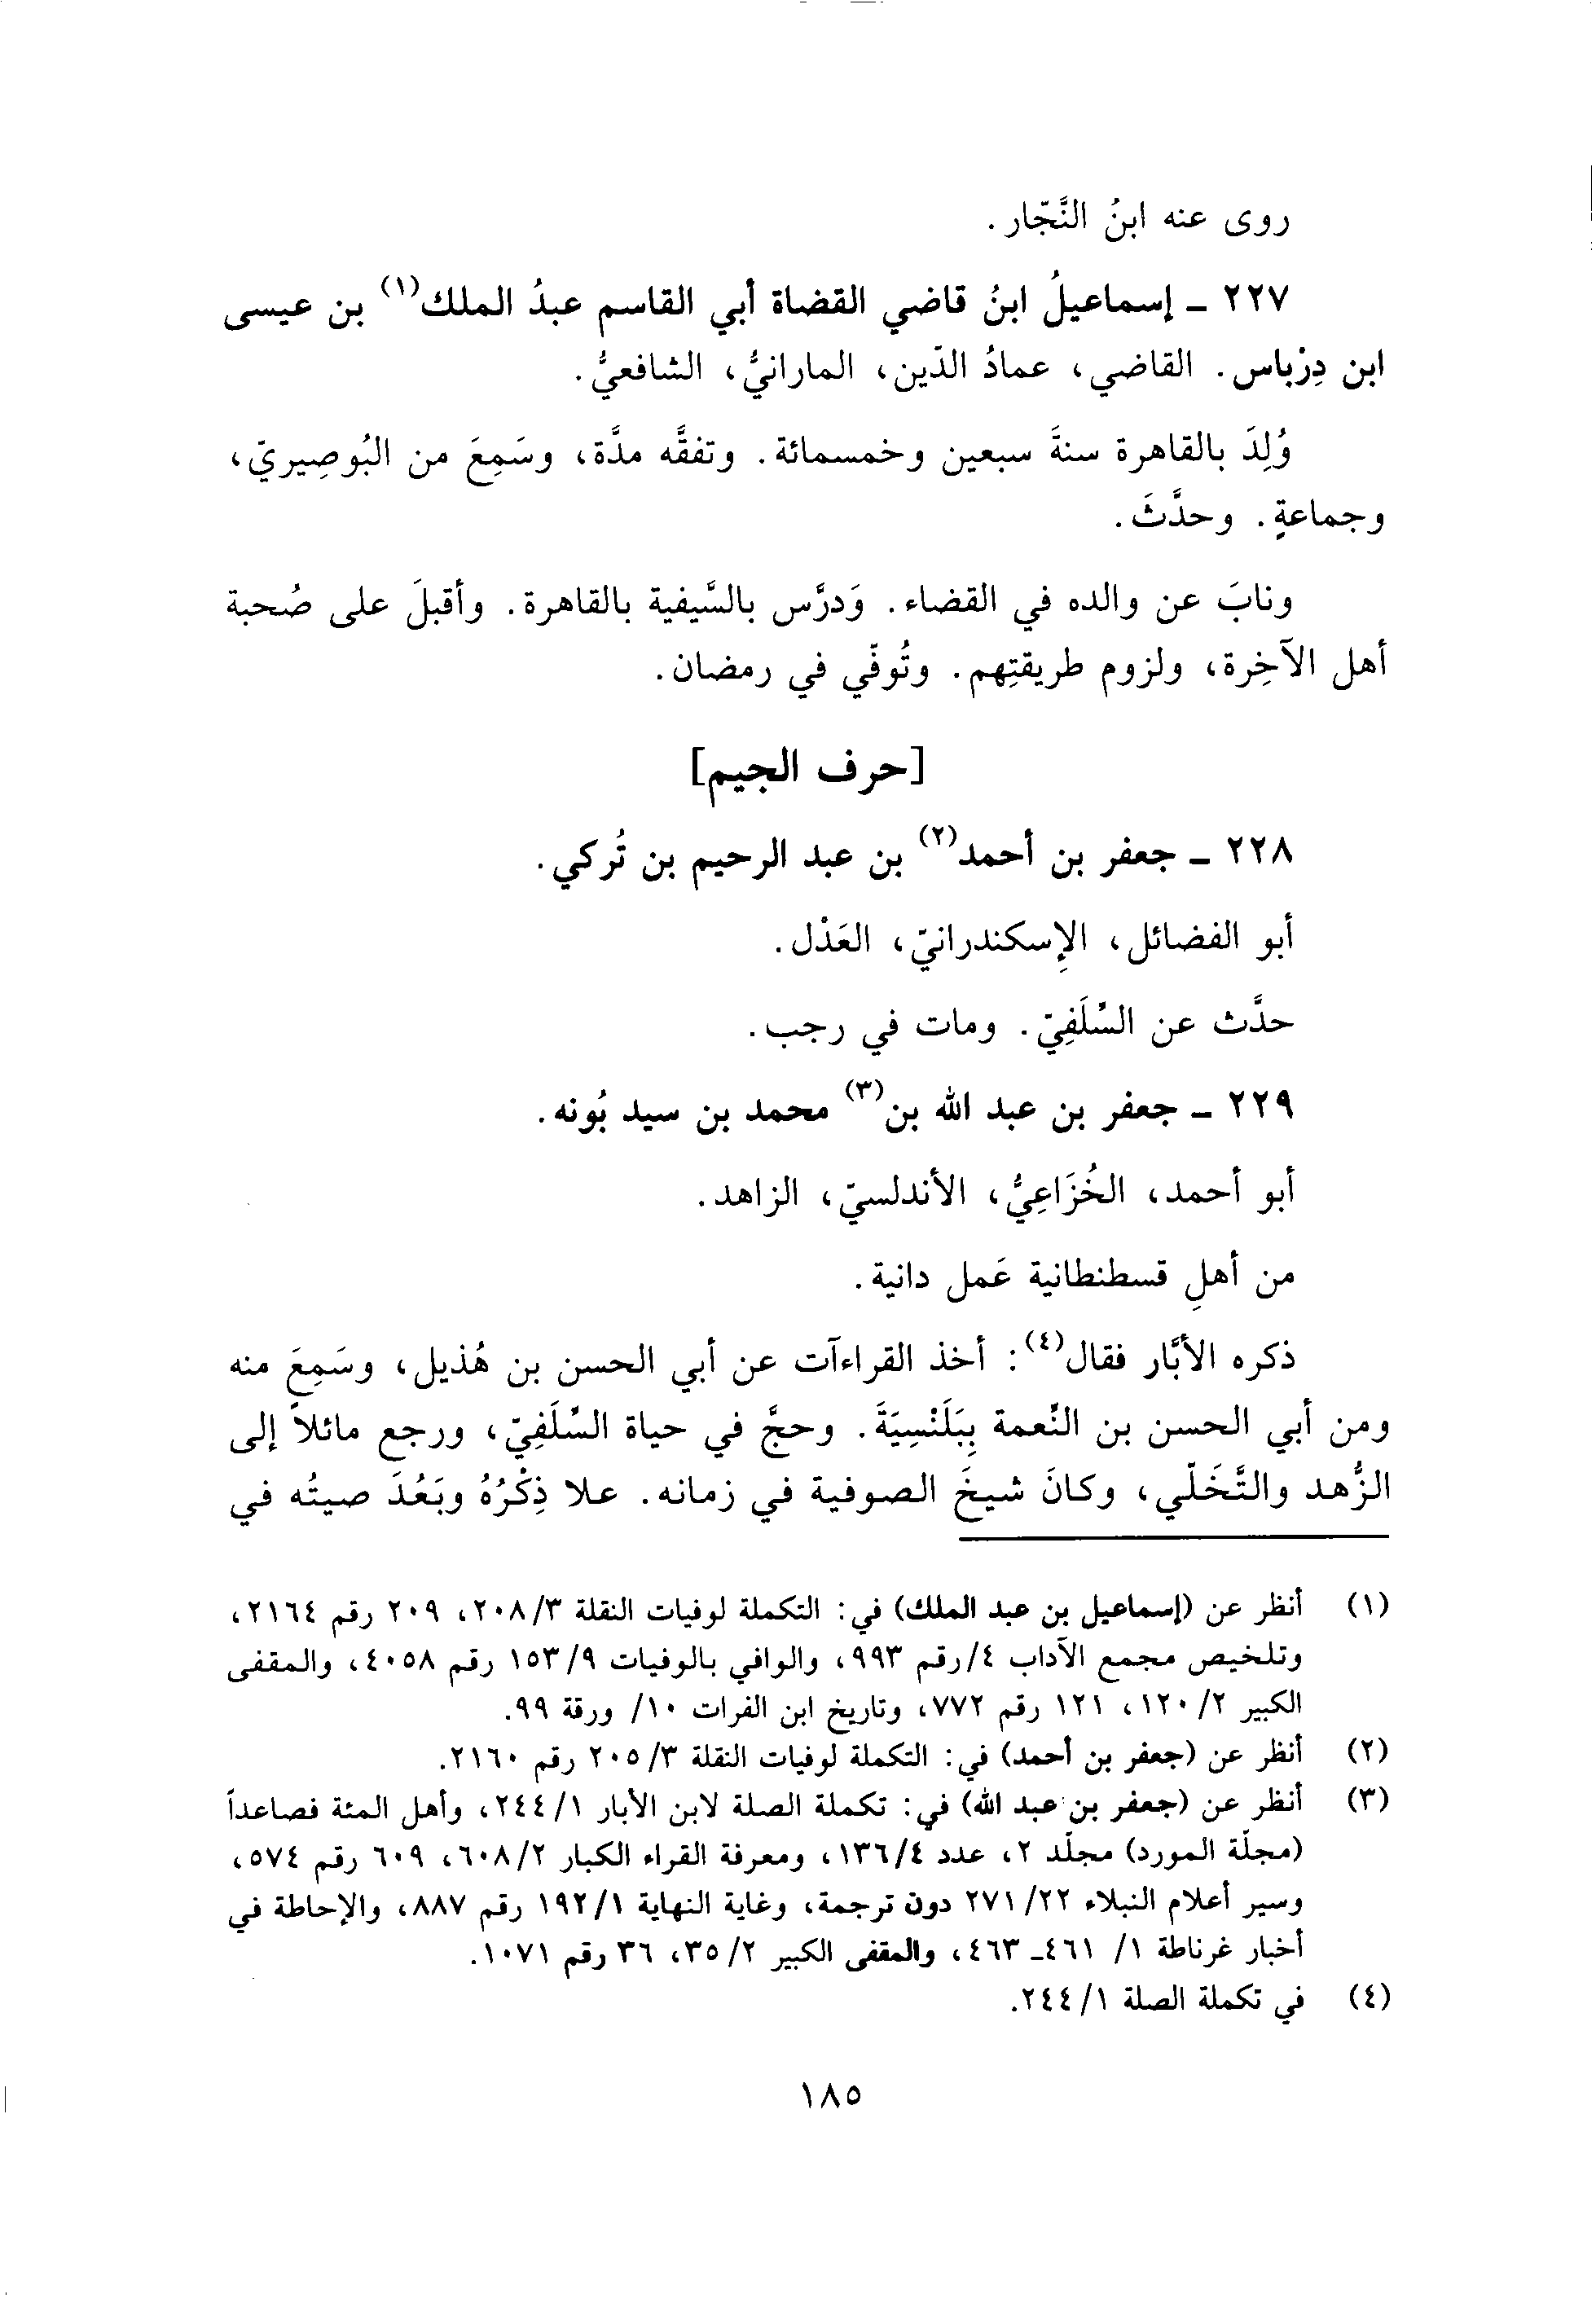 روى عنه ابنُ النَّجّار.
٢٢٧ ـ إسماعيلُ ابنُ قاضي القضاة أبي القاسم عبدُ الملك(١) بن عيسى
ابن دِرْباس. القاضي، عمادُ الدّين، المارانيُّ، الشافعيُّ.
وُلِدَ بالقاهرة سنةَ سبعين وخمسمائة. وتفقَّه مدَّة، وسَمِعَ من البُوصِيريّ،
وجماعةٍ. وحدَّثَ.
ونابَ عن والده في القضاء. وَدرَّس بالسَّيفية بالقاهرة. وأقبلَ على صُحبة
أهل الآخِرة، ولزوم طريقتِهم. وتُوفّي في رمضان.
[حرف الجيم]
٢٢٨ ـ جعفر بن أحمد(٢) بن عبد الرحيم بن تُركي.
أبو الفضائل، الإسكندرانيّ، العَدْل.
حدَّث عن السِّلَفِيّ. ومات في رجب.
٢٢٩ ـ جعفر بن عبد الله بن(٣) محمد بن سيد بُونه.
أبو أحمد، الخُزَاعِيُّ، الأندلسيّ، الزاهد.
من أهلِ قسطنطانية عَمل دانية.
ذكره الأبَّار فقال(٤): أخذ القراءآت عن أبي الحسن بن هُذيل، وسَمِعَ منه
ومن أبي الحسن بن النِّعمة بِبَلَنْسِيَةَ. وحجَّ في حياة السِّلَفِيّ، ورجع مائلاً إلى
الزُّهد والتَّخَلّي، وكانَ شيخَ الصوفية في زمانه. علا ذِكْرُهُ وبَعُدَ صيتُه في
(١) أنظر عن (إسماعيل بن عبد الملك) في: التكملة لوفيات النقلة ٣/٢٠٨، ٢٠٩ رقم ٢١٦٤،
وتلخيص مجمع الآداب ٤/رقم ٩٩٣، والوافي بالوفيات ٩/١٥٣ رقم ٤٠٥٨، والمقفى
الكبير ٢/١٢٠، ١٢١ رقم ٧٧٢، وتاريخ ابن الفرات ١٠/ ورقة ٩٩.
(٢) أنظر عن (جعفر بن أحمد) في: التكملة لوفيات النقلة ٣/٢٠٥ رقم ٢١٦٠.
(٣) أنظر عن (جعفر بن عبد الله) في: تكملة الصلة لابن الأبار ١/٢٤٤، وأهل المئة فصاعداً
(مجلّة المورد) مجلّد ٢، عدد ٤/١٣٦، ومعرفة القراء الكبار ٢/٦٠٨، ٦٠٩ رقم ٥٧٤،
وسير أعلام النبلاء ٢٢/٢٧١ دون ترجمة، وغاية النهاية ١/١٩٢ رقم ٨٨٧، والإحاطة في
أخبار غرناطة ١/ ٤٦١ـ ٤٦٣، والمقفى الكبير ٢/٣٥، ٣٦ رقم ١٠٧١.
(٤) في تكملة الصلة ١/٢٤٤.
١٨٥